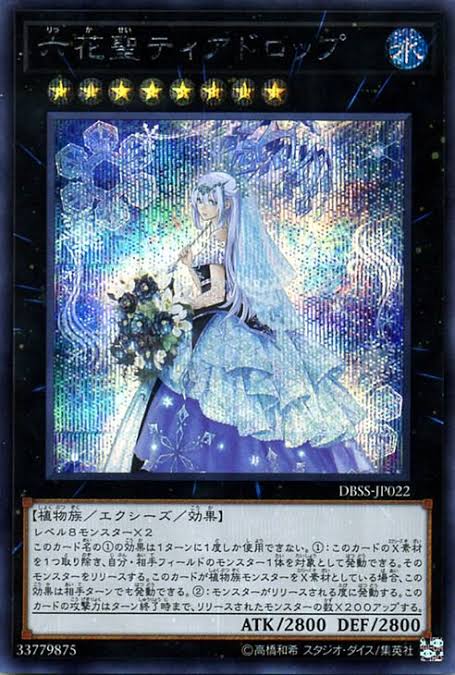 六花聖ティアドロップ
水
DBSS-JP022
【植物族／エクシーズ／効果】
レベル８モンスター×２
このカード名の①の効果は1ターンに1度しか使用できない。①：このカードのX素材
を1つ取り除き、自分・相手フィールドのモンスター1体を対象として発動できる。その
モンスターをリリースする。このカードが植物族モンスターをX素材としている場合、この
効果は相手ターンでも発動できる。②：モンスターがリリースされる度に発動する。この
カードの攻撃力はターン終了時まで、リリースされたモンスターの数×200アップする。
ATK/2800 DEF/2800
33779875
©高橋和希 スタジオ・ダイス/集英社